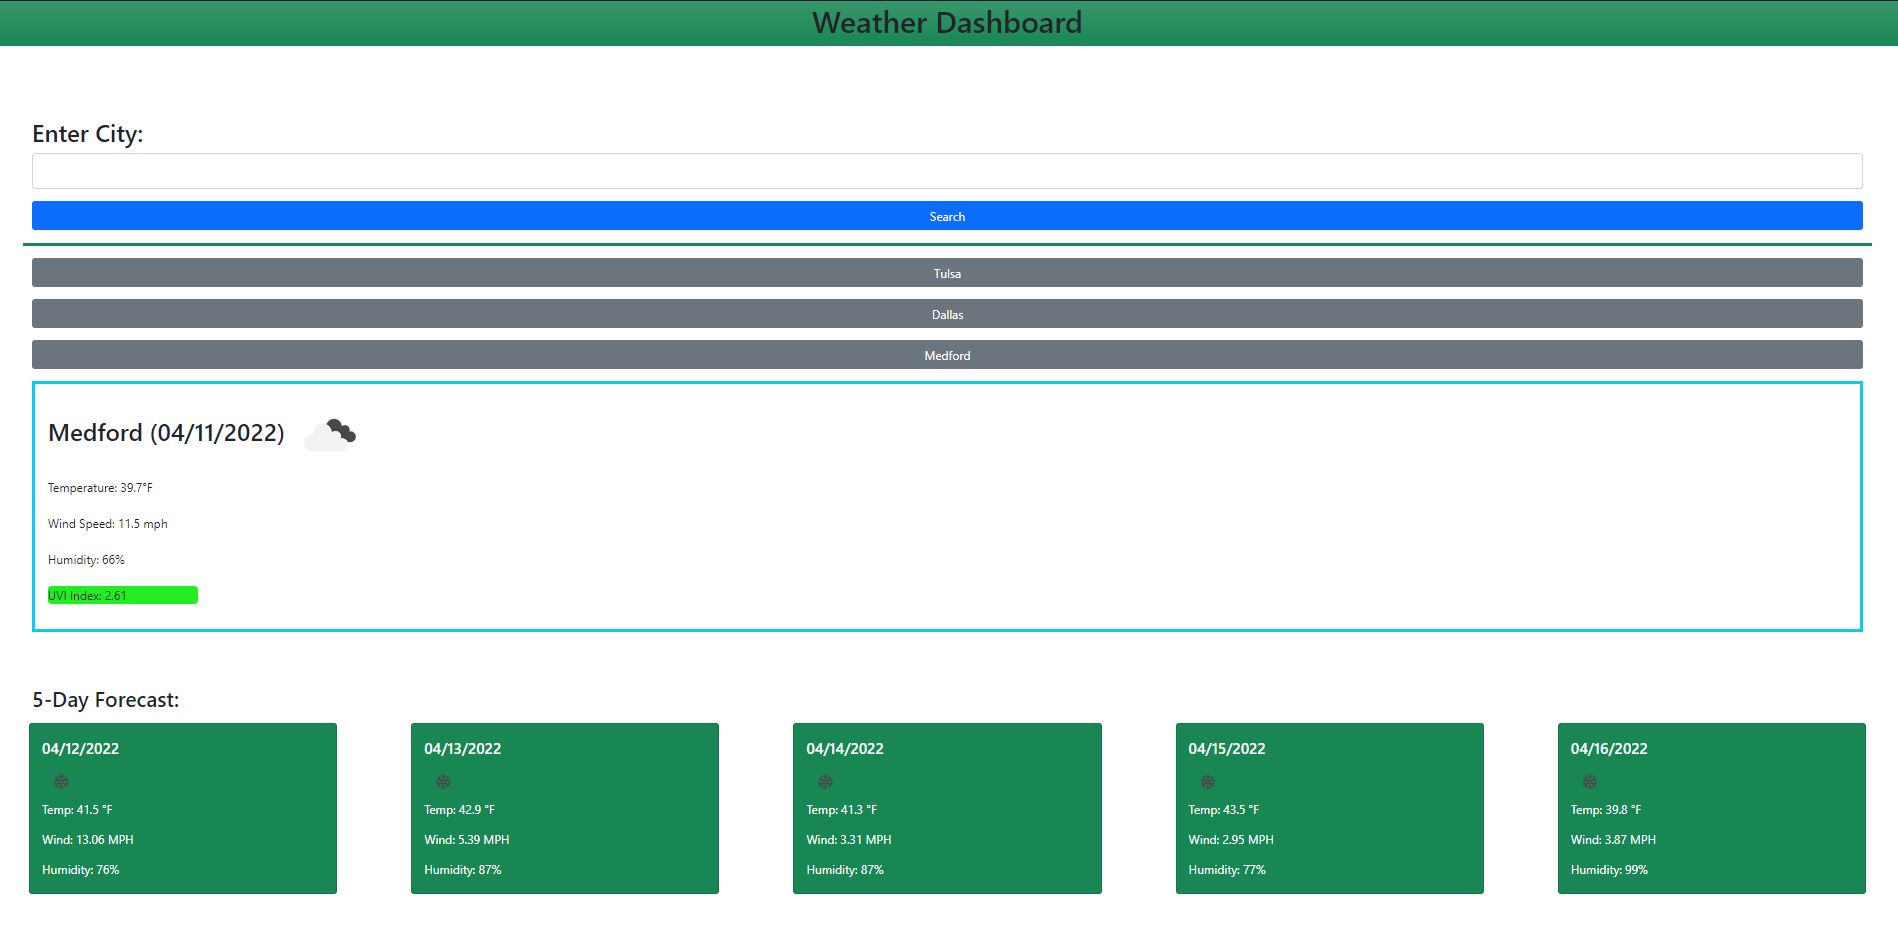 Weather Dashboard
Enter City:
Search
Tulsa
Dallas
Medford
Medford (04/11/2022)
Temperature: 39.7°F
Wind Speed: 11.5 mph
Humidity: 66%
UVI Index: 2.61
5-Day Forecast:
04/12/2022
Temp: 41.5 °F
Wind: 13.06 MPH
Humidity: 76%
04/13/2022
Temp: 42.9 °F
Wind: 5.39 MPH
Humidity: 87%
04/14/2022
Temp: 41.3 °F
Wind: 3.31 MPH
Humidity: 87%
04/15/2022
Temp: 43.5 °F
Wind: 2.95 MPH
Humidity: 77%
04/16/2022
Temp: 39.8 °F
Wind: 3.87 MPH
Humidity: 99%